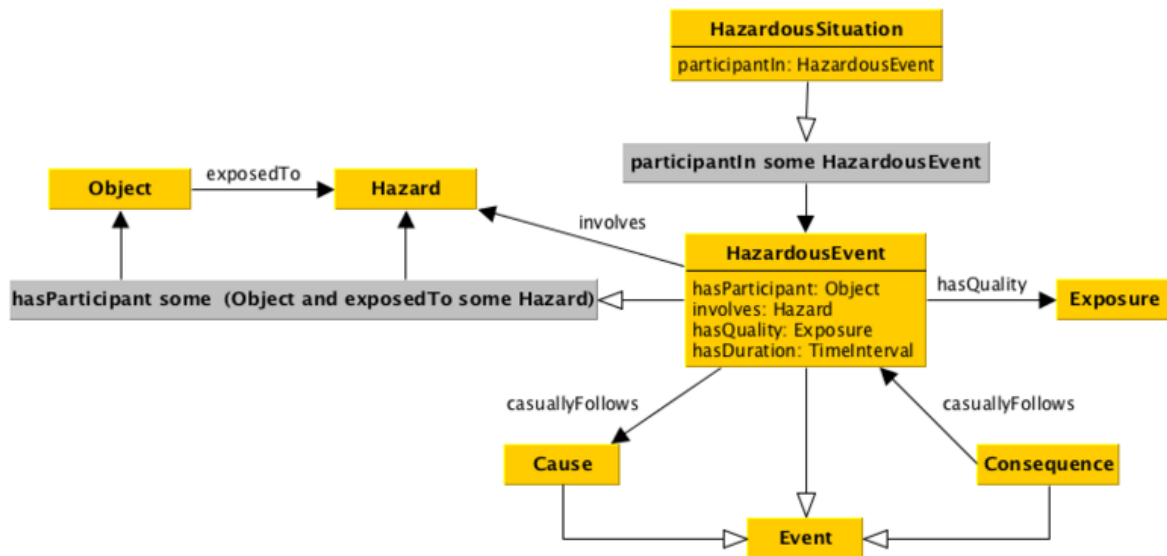 HazardousSituation
participantIn: HazardousEvent
participantIn some HazardousEvent
Object
exposedTo
Hazard
involves
HazardousEvent
hasParticipant: Object
involves: Hazard
hasQuality: Exposure
hasDuration: TimeInterval
hasParticipant some (Object and exposedTo some Hazard)
hasQuality
Exposure
casuallyFollows
casuallyFollows
Cause
Consequence
Event